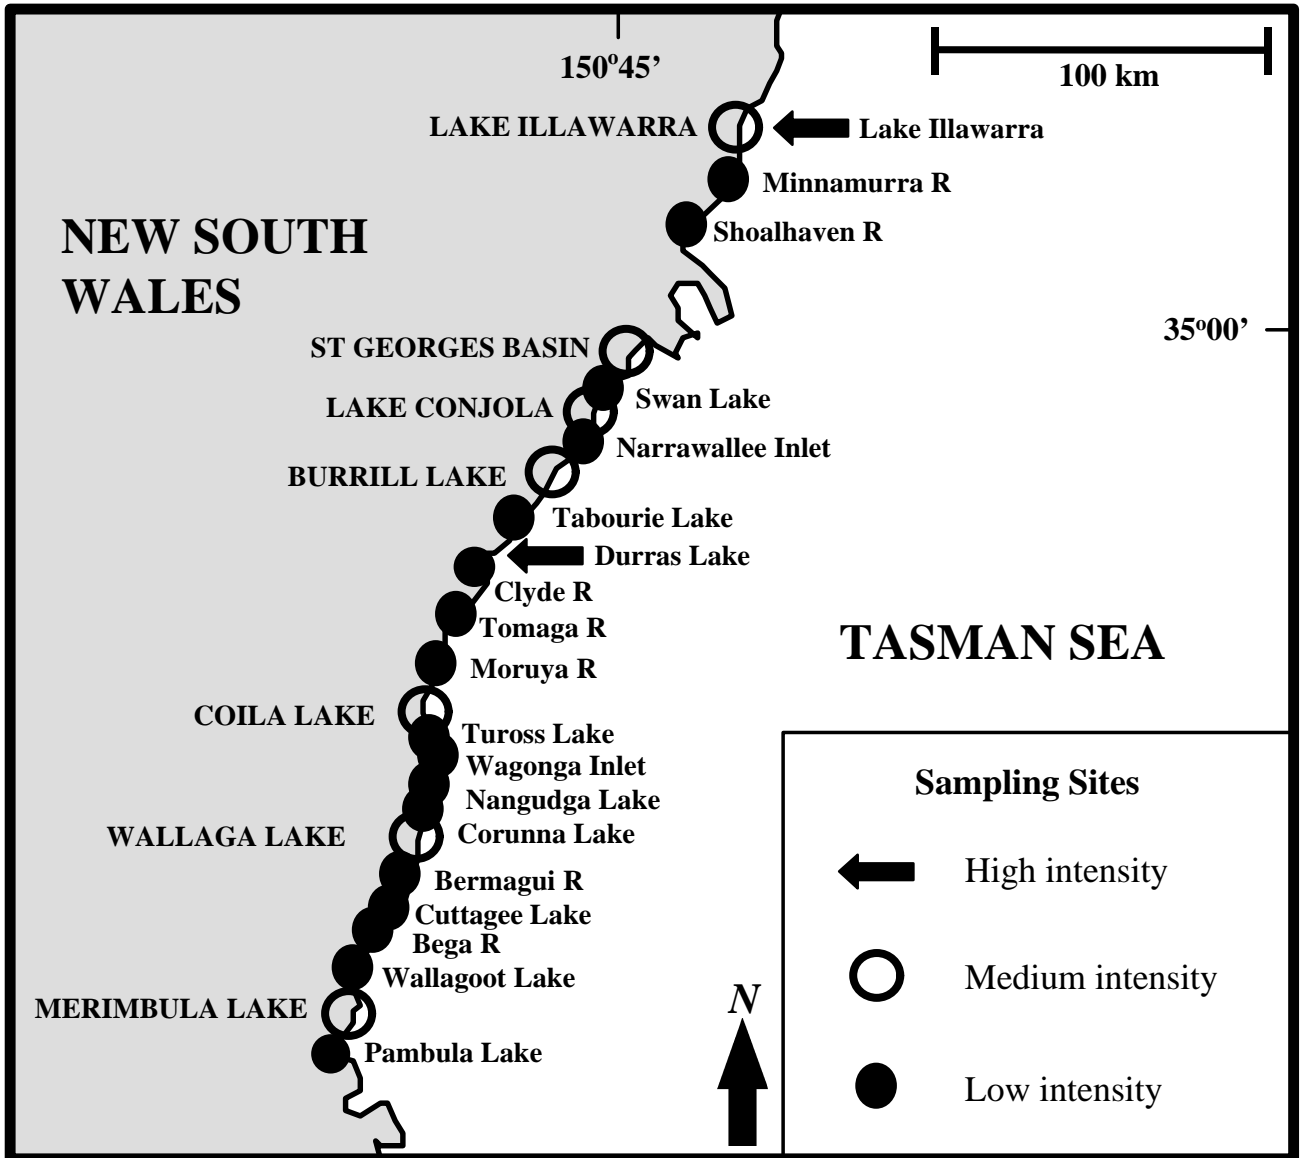 150°45’
100 km
LAKE ILLAWARRA
Lake Illawarra
Minnamurra R
NEW SOUTH
WALES
Shoalhaven R
35°00’
ST GEORGES BASIN
Swan Lake
LAKE CONJOLA
Narrawallee Inlet
BURRILL LAKE
Tabourie Lake
Durras Lake
Clyde R
Tomaga R
TASMAN SEA
Moruya R
COILA LAKE
Tuross Lake
Wagonga Inlet
Nangudga Lake
WALLAGA LAKE
Corunna Lake
Bermagui R
Cuttagee Lake
Bega R
Wallagoot Lake
MERIMBULA LAKE
Pambula Lake
N
Sampling Sites
High intensity
Medium intensity
Low intensity